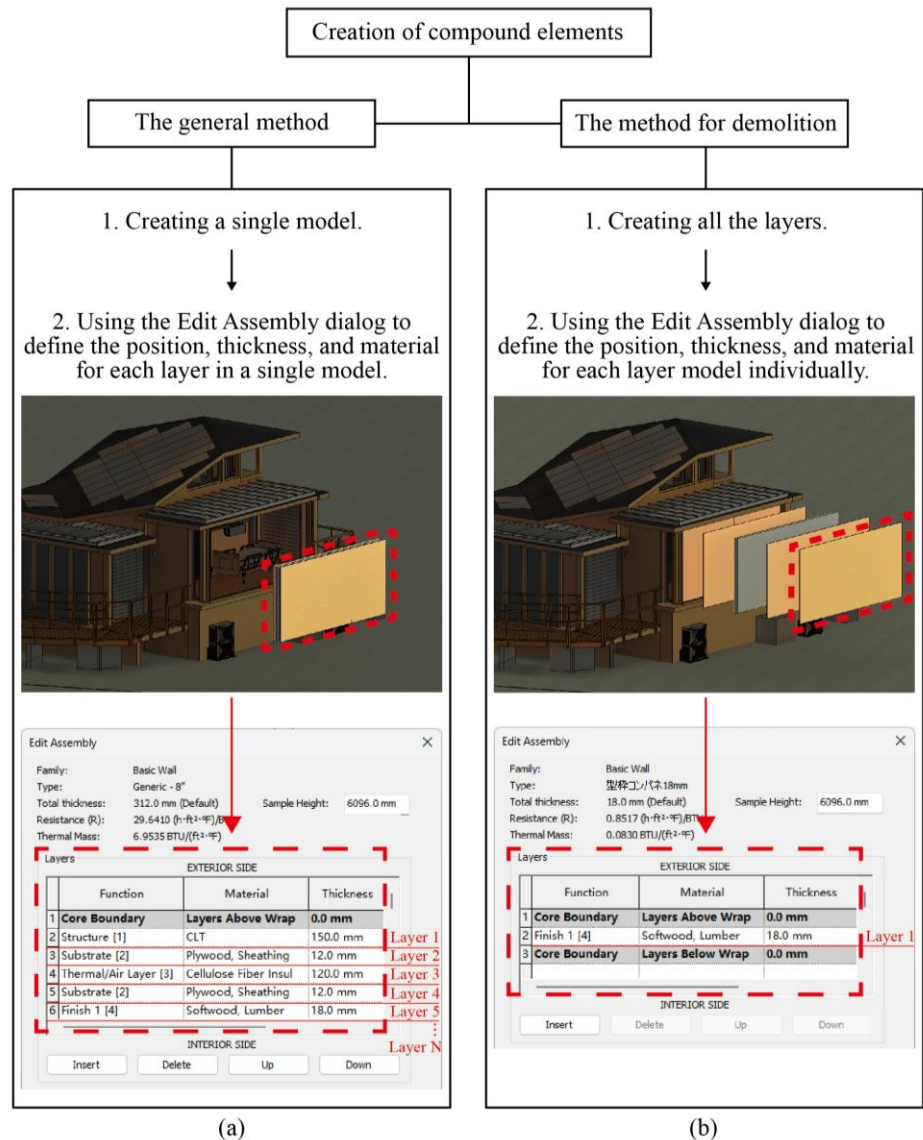 Creation of compound elements
The general method
The method for demolition
1. Creating a single model.
2. Using the Edit Assembly dialog to
define the position, thickness, and material
for each layer in a single model.
Edit Assembly
Family: Basic Wall
Type: Generic - 8"
Total thickness: 312.0 mm (Default) Sample Height: 6096.0 mm
Resistance (R): 29.6410 (h·ft²·°F)/B
Thermal Mass: 6.9535 BTU/(ft²·°F)
Layers
EXTERIOR SIDE
Function Material Thickness
1 Core Boundary Layers Above Wrap 0.0 mm
2 Structure [1] CLT 150.0 mm Layer 1
3 Substrate [2] Plywood, Sheathing 12.0 mm Layer 2
4 Thermal/Air Layer [3] Cellulose Fiber Insul 120.0 mm Layer 3
5 Substrate [2] Plywood, Sheathing 12.0 mm Layer 4
6 Finish 1 [4] Softwood, Lumber 18.0 mm Layer 5
⋮
INTERIOR SIDE Layer N
Insert Delete Up Down
(a)
1. Creating all the layers.
2. Using the Edit Assembly dialog to
define the position, thickness, and material
for each layer model individually.
Edit Assembly
Family: Basic Wall
Type: 型枠コンパネ18mm
Total thickness: 18.0 mm (Default) Sample Height: 6096.0 mm
Resistance (R): 0.8517 (h·ft²·°F)/BT
Thermal Mass: 0.0830 BTU/(ft²·°F)
Layers
EXTERIOR SIDE
Function Material Thickness
1 Core Boundary Layers Above Wrap 0.0 mm
2 Finish 1 [4] Softwood, Lumber 18.0 mm Layer 1
3 Core Boundary Layers Below Wrap 0.0 mm
INTERIOR SIDE
Insert Delete Up Down
(b)